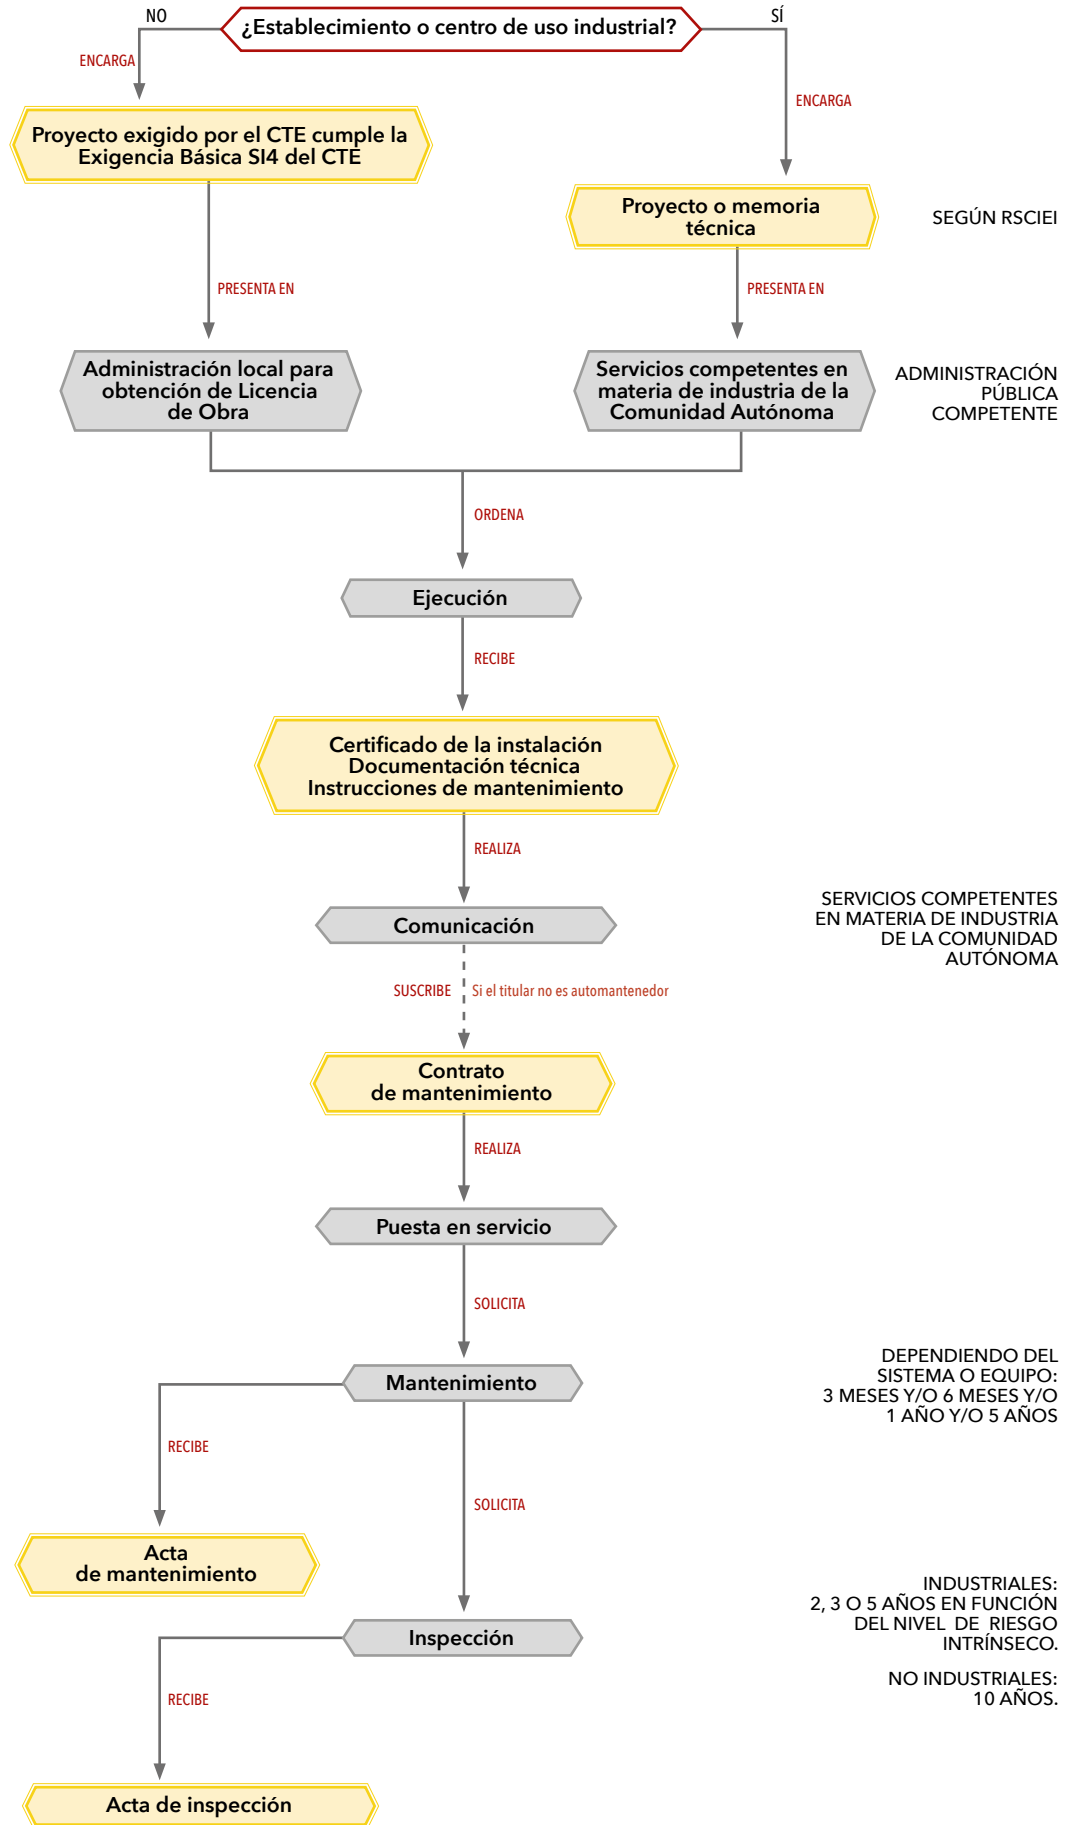 NO
¿Establecimiento o centro de uso industrial?
SÍ
ENCARGA
ENCARGA
Proyecto exigido por el CTE cumple la
Exigencia Básica SI4 del CTE
Proyecto o memoria
técnica
SEGÚN RSCIEI
PRESENTA EN
PRESENTA EN
Administración local para
obtención de Licencia
de Obra
Servicios competentes en
materia de industria de la
Comunidad Autónoma
ADMINISTRACIÓN
PÚBLICA
COMPETENTE
ORDENA
Ejecución
RECIBE
Certificado de la instalación
Documentación técnica
Instrucciones de mantenimiento
REALIZA
Comunicación
SERVICIOS COMPETENTES
EN MATERIA DE INDUSTRIA
DE LA COMUNIDAD
AUTÓNOMA
SUSCRIBE
Si el titular no es automantenedor
Contrato
de mantenimiento
REALIZA
Puesta en servicio
SOLICITA
Mantenimiento
DEPENDIENDO DEL
SISTEMA O EQUIPO:
3 MESES Y/O 6 MESES Y/O
1 AÑO Y/O 5 AÑOS
RECIBE
SOLICITA
Acta
de mantenimiento
Inspección
INDUSTRIALES:
2, 3 O 5 AÑOS EN FUNCIÓN
DEL NIVEL DE RIESGO
INTRÍNSECO.
NO INDUSTRIALES:
10 AÑOS.
RECIBE
Acta de inspección